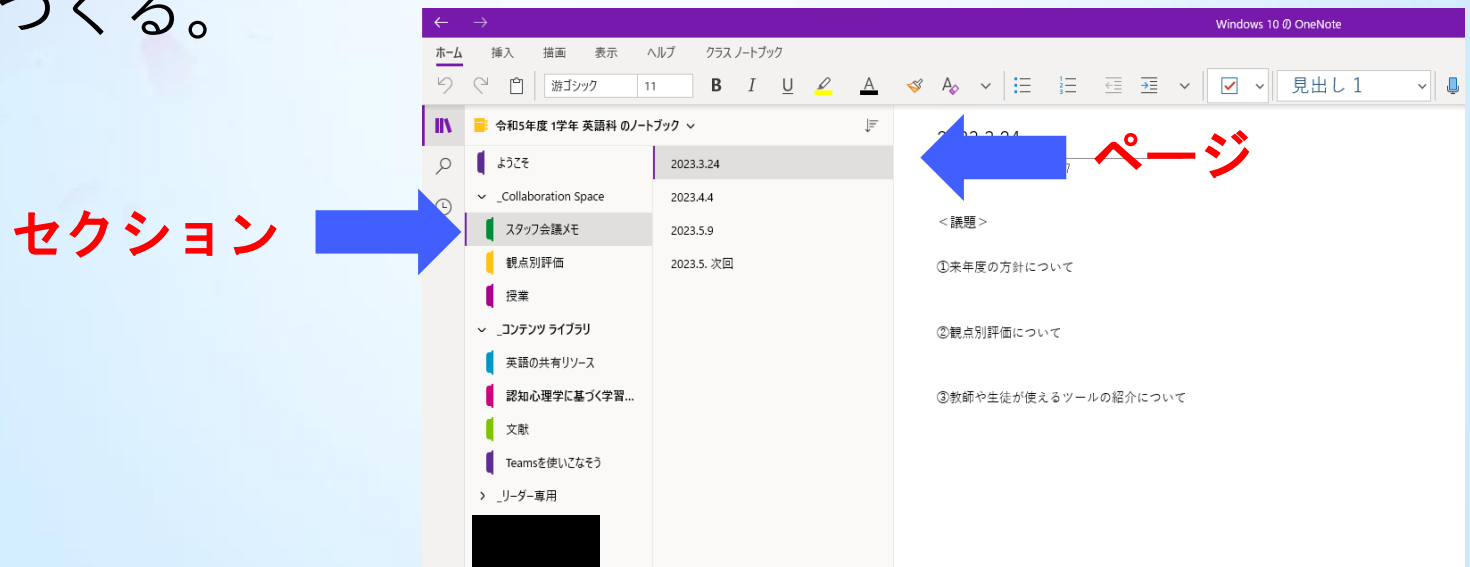 つくる。
Windows 10 の OneNote
ホーム 挿入 描画 表示 ヘルプ クラス ノートブック
游ゴシック 11 B I U A 見出し 1
令和5年度 1学年 英語科 のノートブック
ようこそ
_Collaboration Space
スタッフ会議メモ
観点別評価
授業
_コンテンツ ライブラリ
英語の共有リソース
認知心理学に基づく学習...
文献
Teamsを使いこなそう
_リーダー専用
2023.3.24
2023.4.4
2023.5.9
2023.5. 次回
<議題>
①来年度の方針について
②観点別評価について
③教師や生徒が使えるツールの紹介について
セクション
ページ